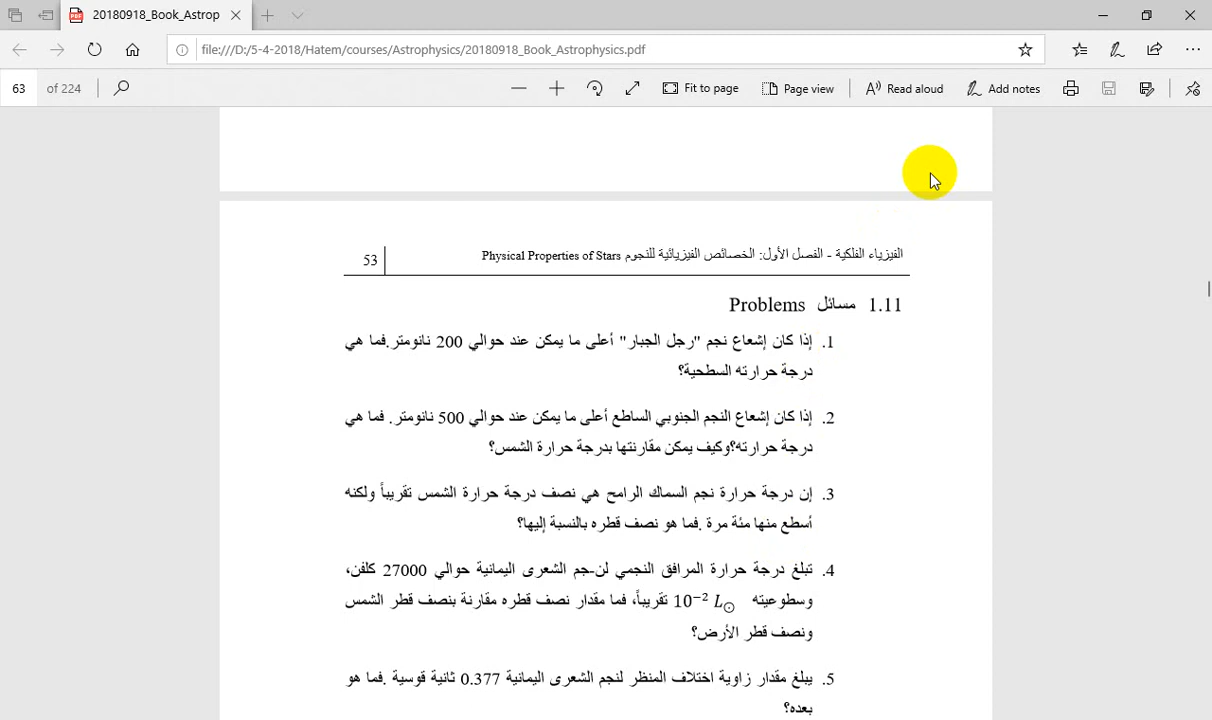 20180918_Book_Astrop
file:///D:/5-4-2018/Hatem/courses/Astrophysics/20180918_Book_Astrophysics.pdf
63 of 224 Fit to page Page view Read aloud Add notes
الفيزياء الفلكية - الفصل الأول: الخصائص الفيزيائية للنجوم Physical Properties of Stars 53
1.11 مسائل Problems
1. إذا كان إشعاع نجم "رجل الجبار" أعلى ما يمكن عند حوالي 200 نانومتر.فما هي
درجة حرارته السطحية؟
2. إذا كان إشعاع النجم الجنوبي الساطع أعلى ما يمكن عند حوالي 500 نانومتر. فما هي
درجة حرارته؟وكيف يمكن مقارنتها بدرجة حرارة الشمس؟
3. إن درجة حرارة نجم السماك الرامح هي نصف درجة حرارة الشمس تقريباً ولكنه
أسطع منها مئة مرة .فما هو نصف قطره بالنسبة إليها؟
4. تبلغ درجة حرارة المرافق النجمي لن-جم الشعرى اليمانية حوالي 27000 كلفن،
وسطوعيته 10⁻² L⊙ تقريباً، فما مقدار نصف قطره مقارنة بنصف قطر الشمس
ونصف قطر الأرض؟
5. يبلغ مقدار زاوية اختلاف المنظر لنجم الشعرى اليمانية 0.377 ثانية قوسية .فما هو
بعده؟